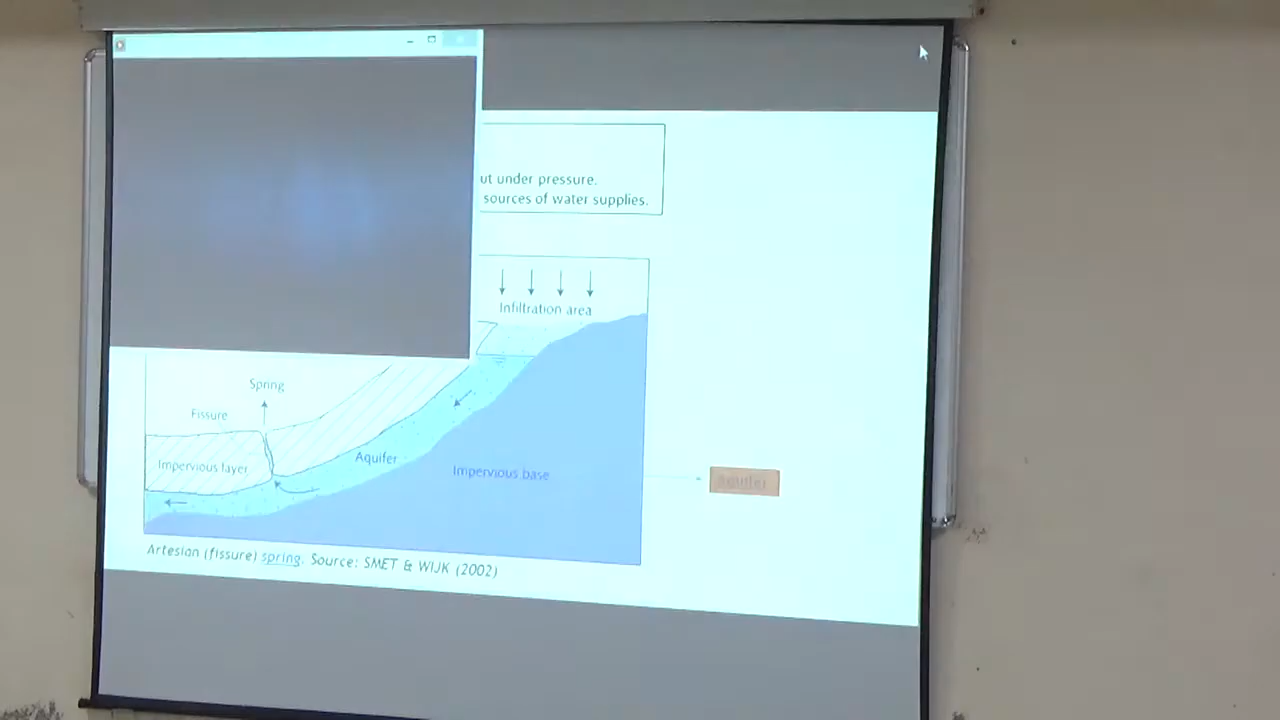 ut under pressure.
sources of water supplies.
Infiltration area
Spring
Fissure
Impervious layer
Aquifer
Impervious base
Aquifer
Artesian (fissure) spring. Source: SMET & WIJK (2002)